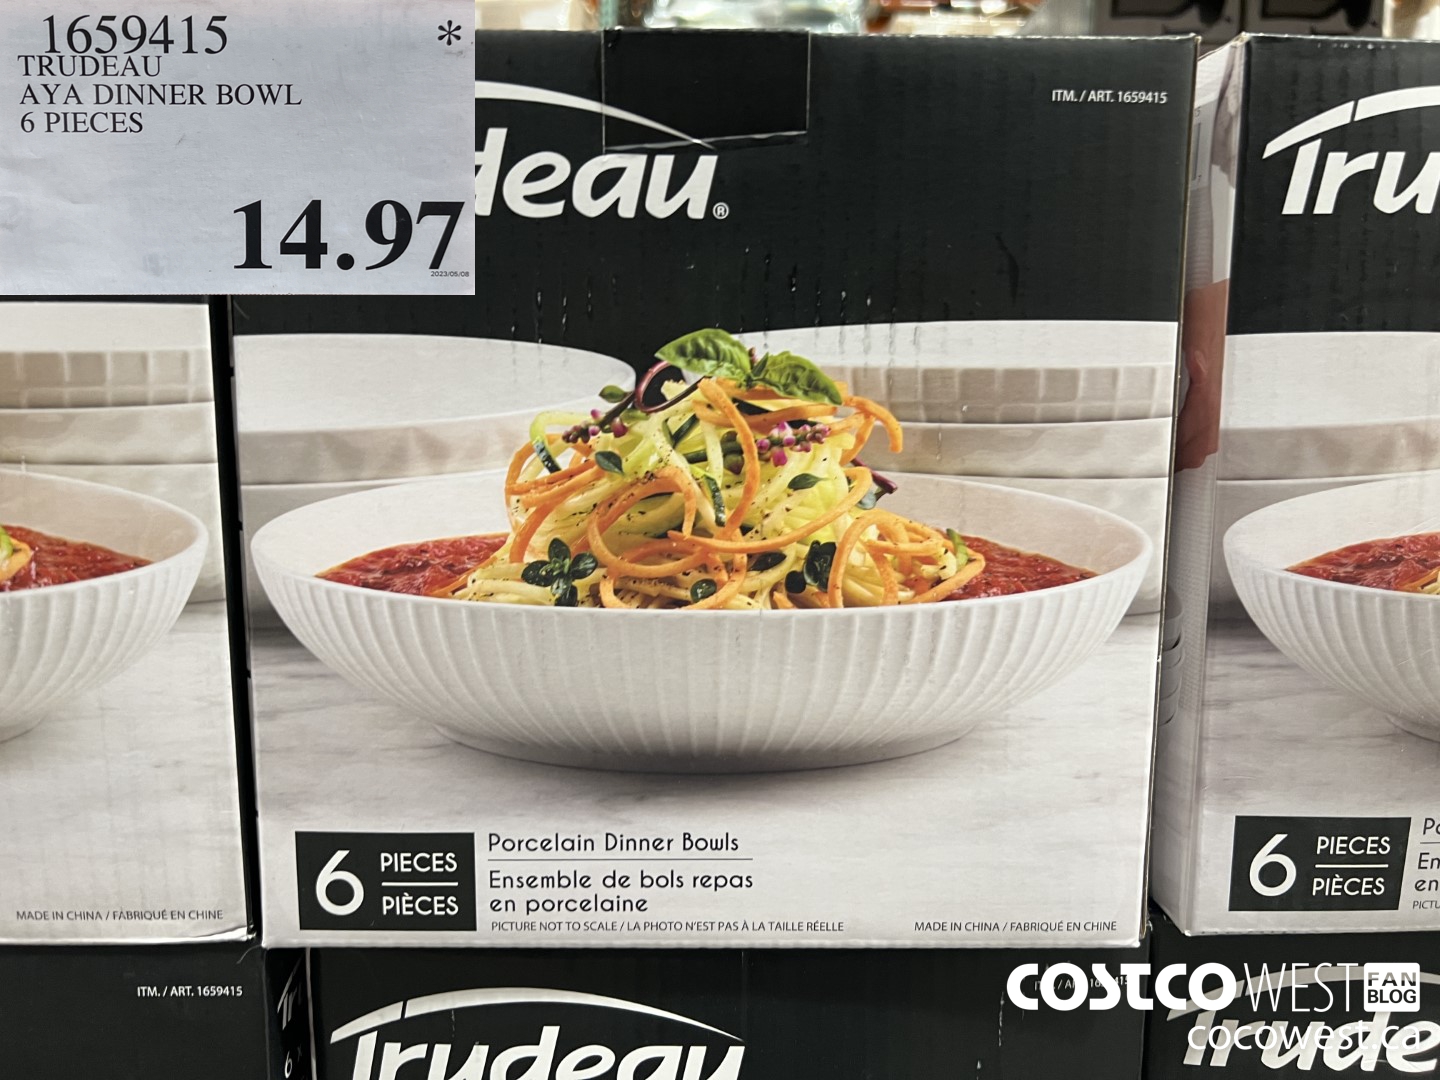 1659415 *
TRUDEAU
AYA DINNER BOWL
6 PIECES
14.97
2023/05/08
ITM. / ART. 1659415
deau®
Tru
6 PIECES
PIÈCES
Porcelain Dinner Bowls
Ensemble de bols repas
en porcelaine
PICTURE NOT TO SCALE / LA PHOTO N'EST PAS À LA TAILLE RÉELLE
MADE IN CHINA / FABRIQUÉ EN CHINE
MADE IN CHINA / FABRIQUÉ EN CHINE
6 PIECES
PIÈCES
ITM. / ART. 1659415
Trudeau
Trude
COSTCO WEST FAN BLOG
cocowest.ca